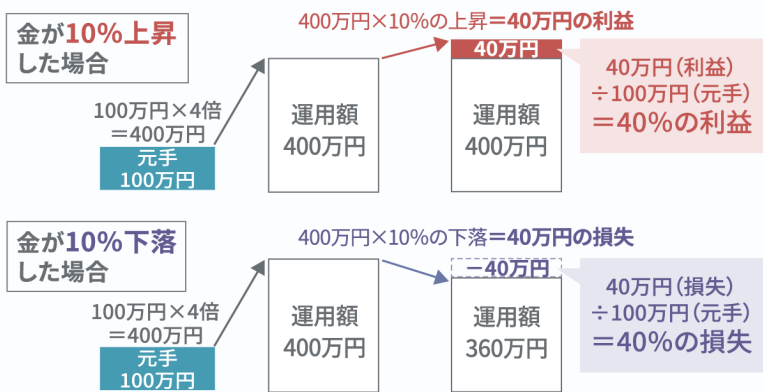 金が10%上昇
した場合
400万円×10%の上昇＝40万円の利益
100万円×4倍
＝400万円
元手
100万円
運用額
400万円
40万円
運用額
400万円
40万円（利益）
÷100万円（元手）
＝40%の利益
金が10%下落
した場合
400万円×10%の下落＝40万円の損失
100万円×4倍
＝400万円
元手
100万円
運用額
400万円
－40万円
運用額
360万円
40万円（損失）
÷100万円（元手）
＝40%の損失